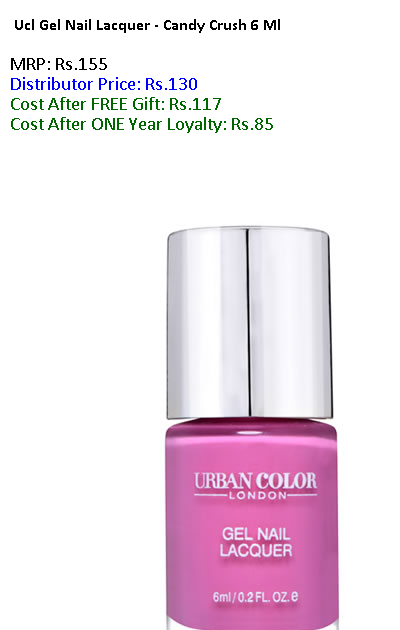 Ucl Gel Nail Lacquer - Candy Crush 6 Ml
MRP: Rs.155
Distributor Price: Rs.130
Cost After FREE Gift: Rs.117
Cost After ONE Year Loyalty: Rs.85
URBAN COLOR
LONDON
GEL NAIL
LACQUER
6ml/0.2 FL. OZ. e